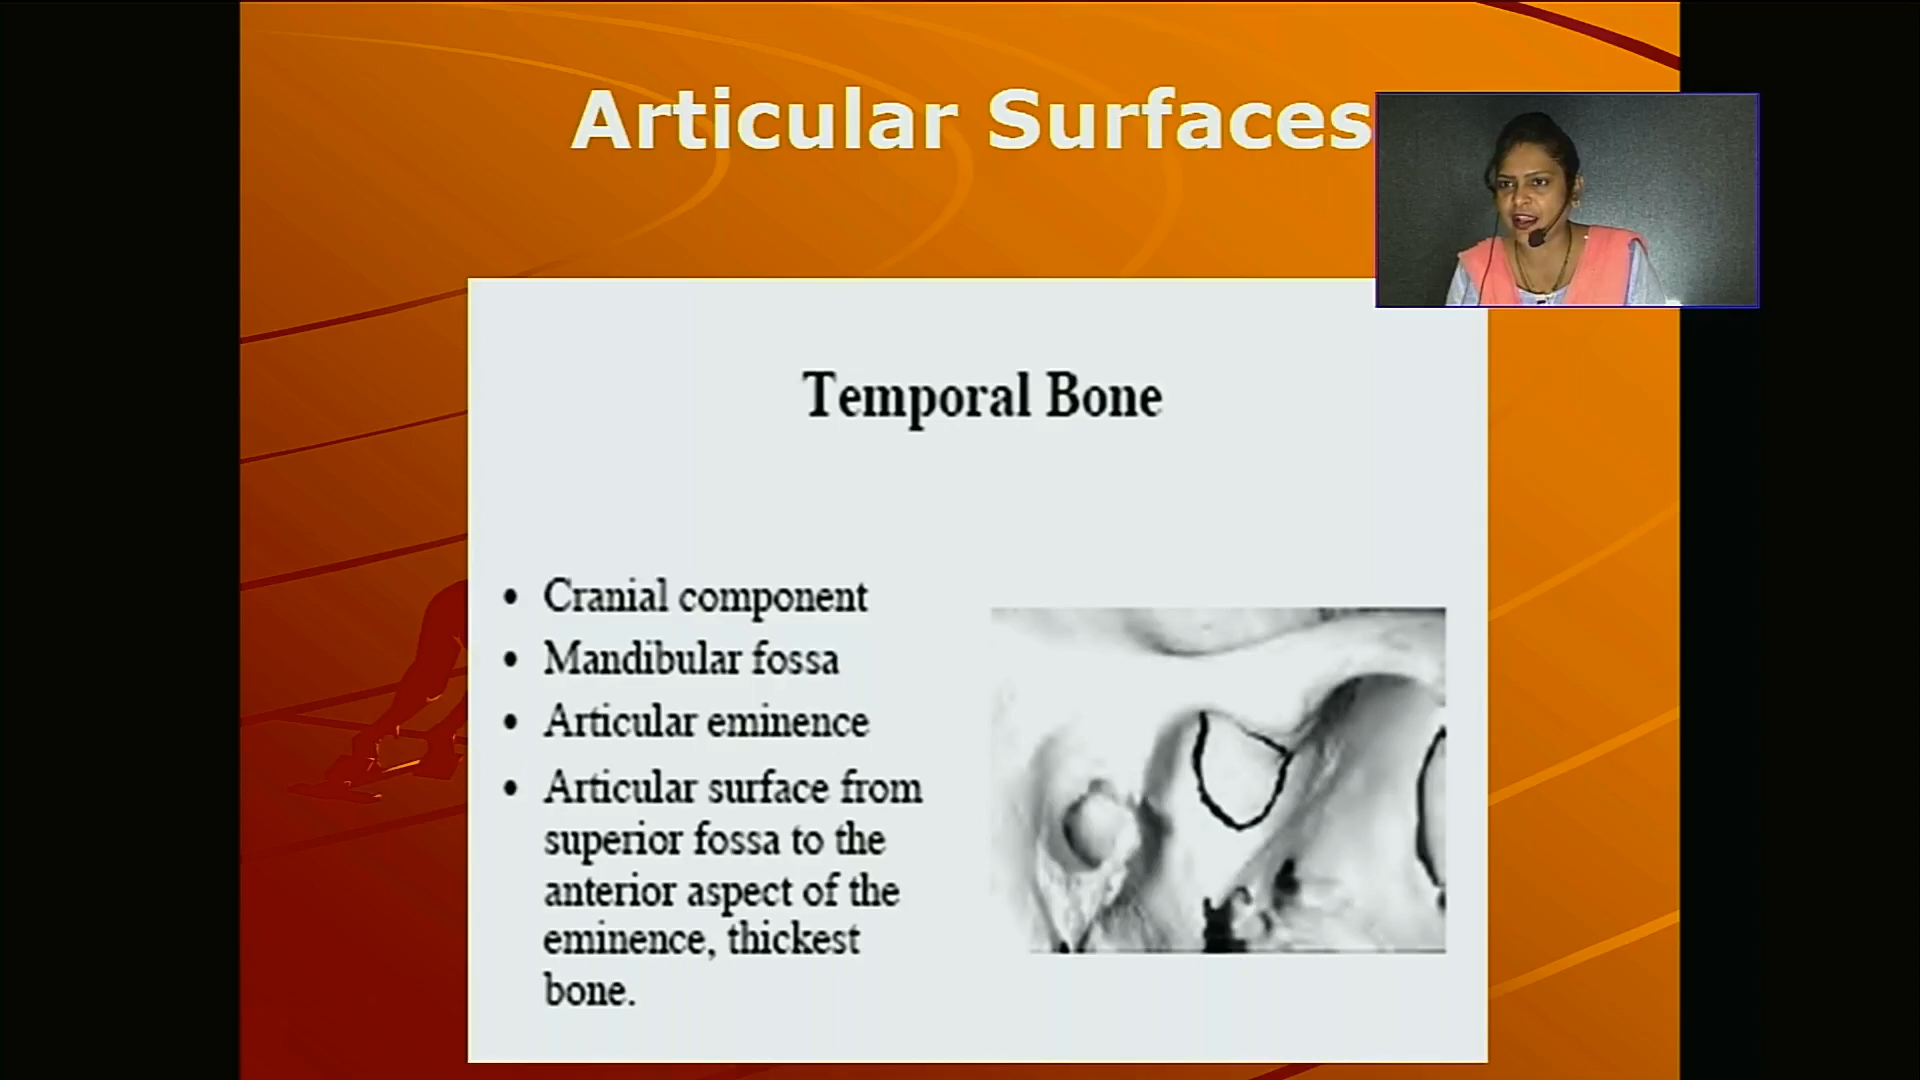 Articular Surfaces
Temporal Bone
• Cranial component
• Mandibular fossa
• Articular eminence
• Articular surface from
superior fossa to the
anterior aspect of the
eminence, thickest
bone.